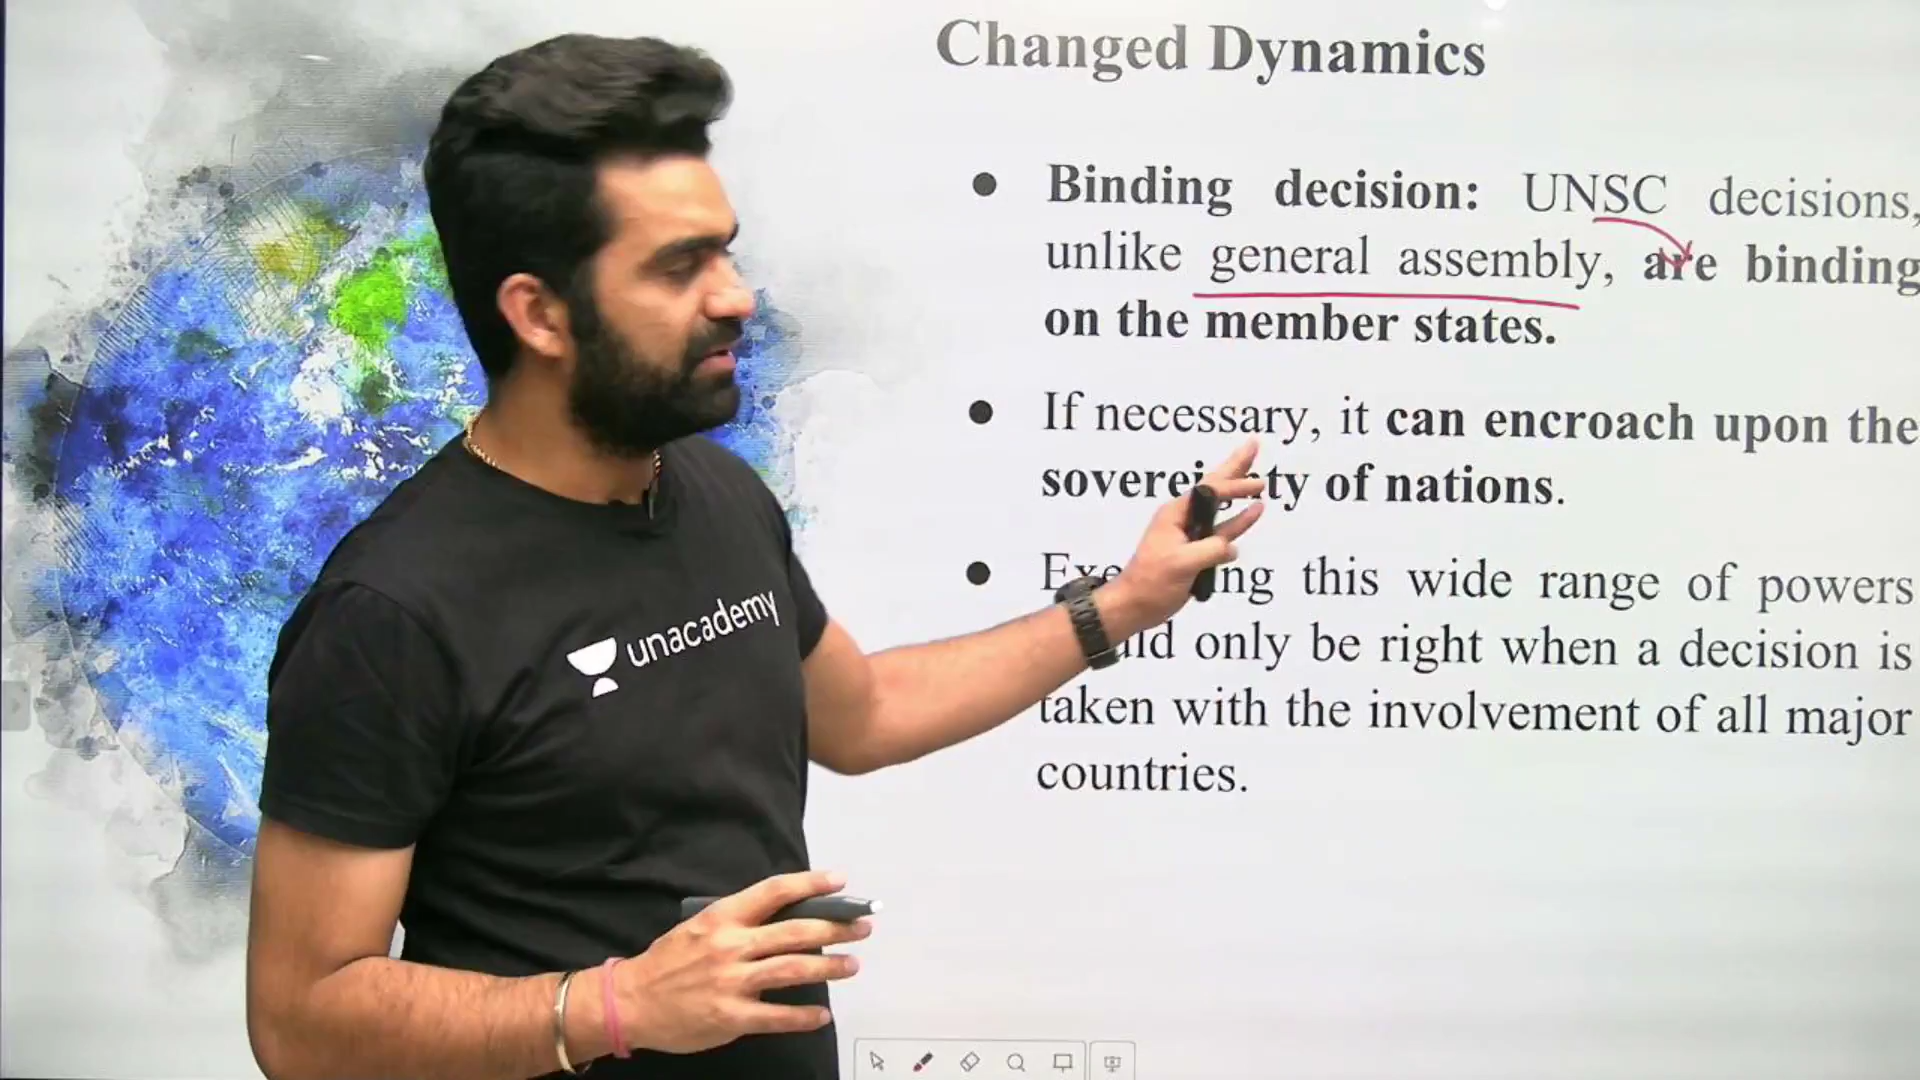 Changed Dynamics
● Binding decision: UNSC decisions,
unlike general assembly, are binding
on the member states.
● If necessary, it can encroach upon the
of nations.
● this wide range of powers
only be right when a decision is
taken with the involvement of all major
countries.
unacademy